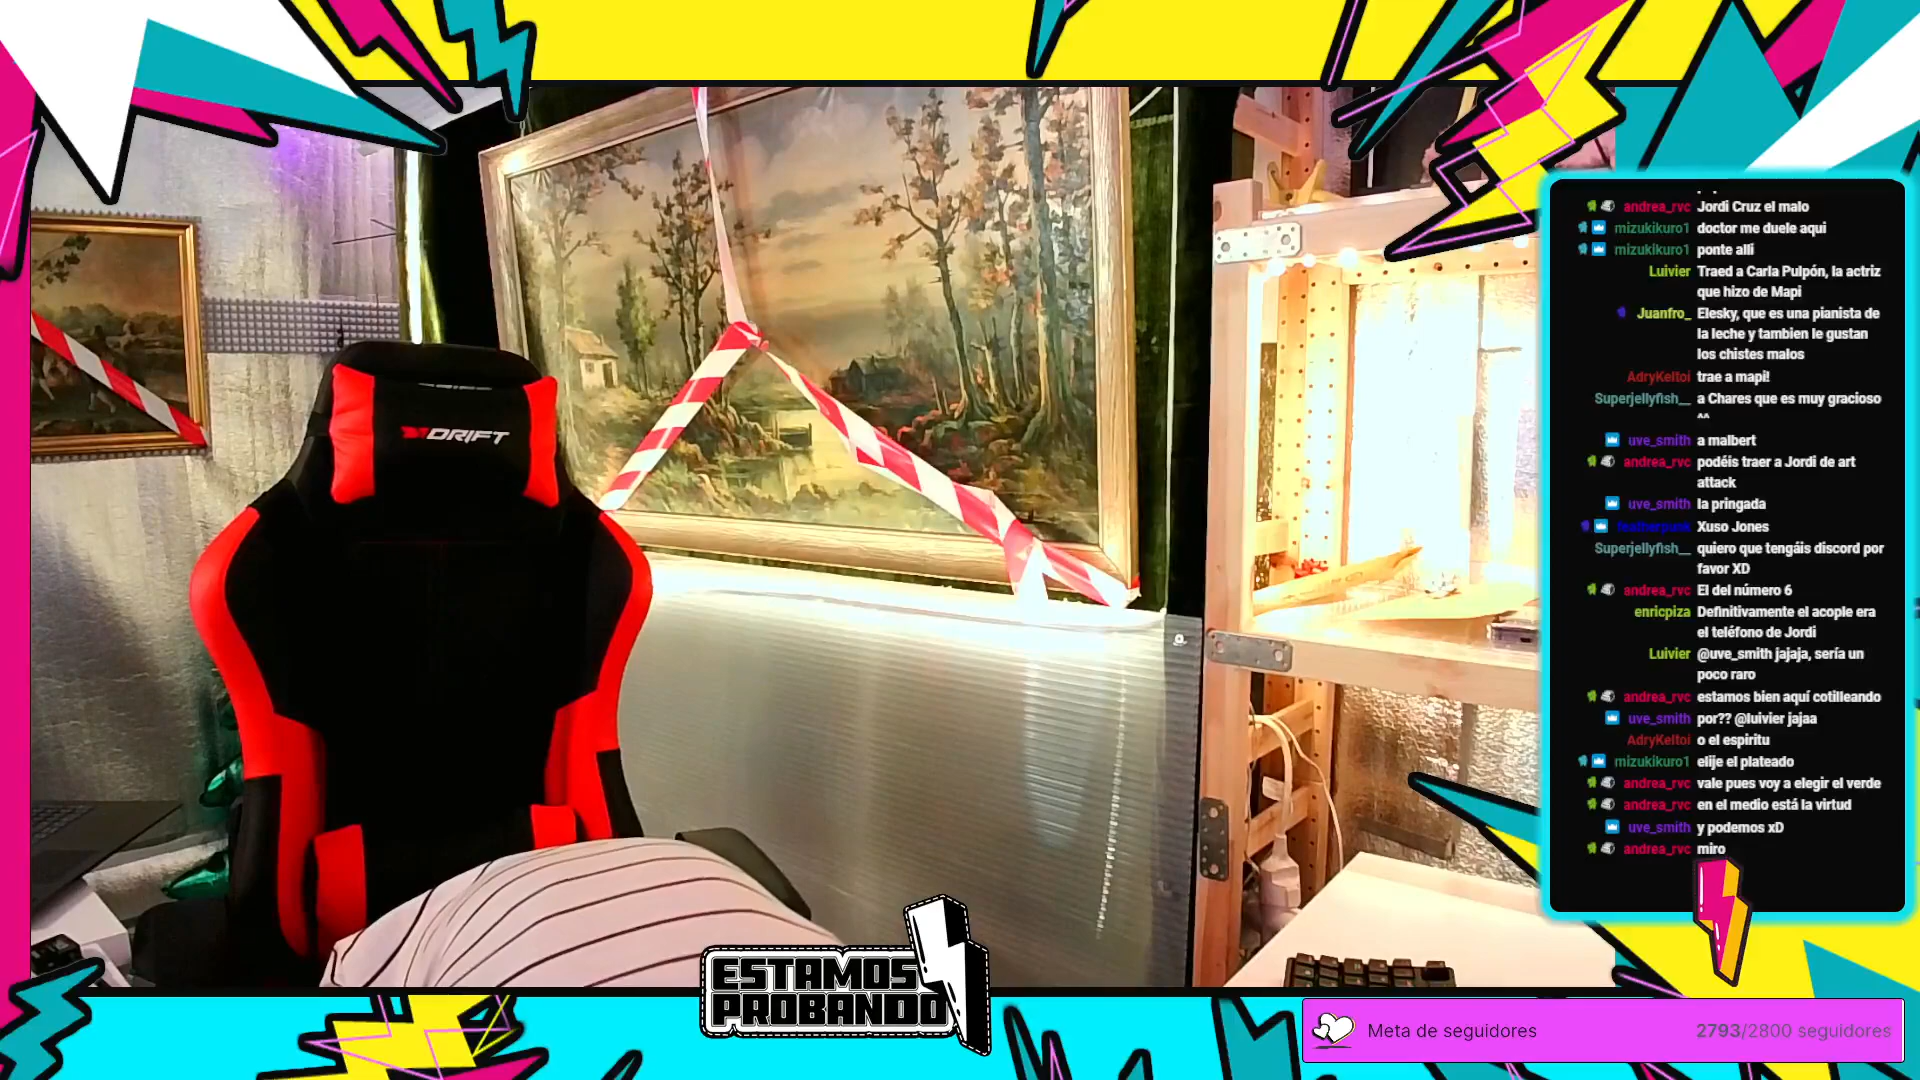 DRIFT
andrea_rvc Jordi Cruz el malo
mizukikuro1 doctor me duele aqui
mizukikuro1 ponte alli
Luivier Traed a Carla Pulpón, la actriz
que hizo de Mapi
Juanfro_ Elesky, que es una pianista de
la leche y tambien le gustan
los chistes malos
AdryKeltoi trae a mapi!
Superjellyfish__ a Chares que es muy gracioso
^^
uve_smith a malbert
andrea_rvc podéis traer a Jordi de art
attack
uve_smith la pringada
Xuso Jones
Superjellyfish__ quiero que tengáis discord por
favor XD
andrea_rvc El del número 6
enricpiza Definitivamente el acople era
el teléfono de Jordi
Luivier @uve_smith jajaja, sería un
poco raro
andrea_rvc estamos bien aquí cotilleando
uve_smith por?? @luivier jajaa
AdryKeltoi o el espiritu
mizukikuro1 elije el plateado
andrea_rvc vale pues voy a elegir el verde
andrea_rvc en el medio está la virtud
uve_smith y podemos xD
andrea_rvc miro
ESTAMOS
PROBANDO
Meta de seguidores 2793/2800 seguidores